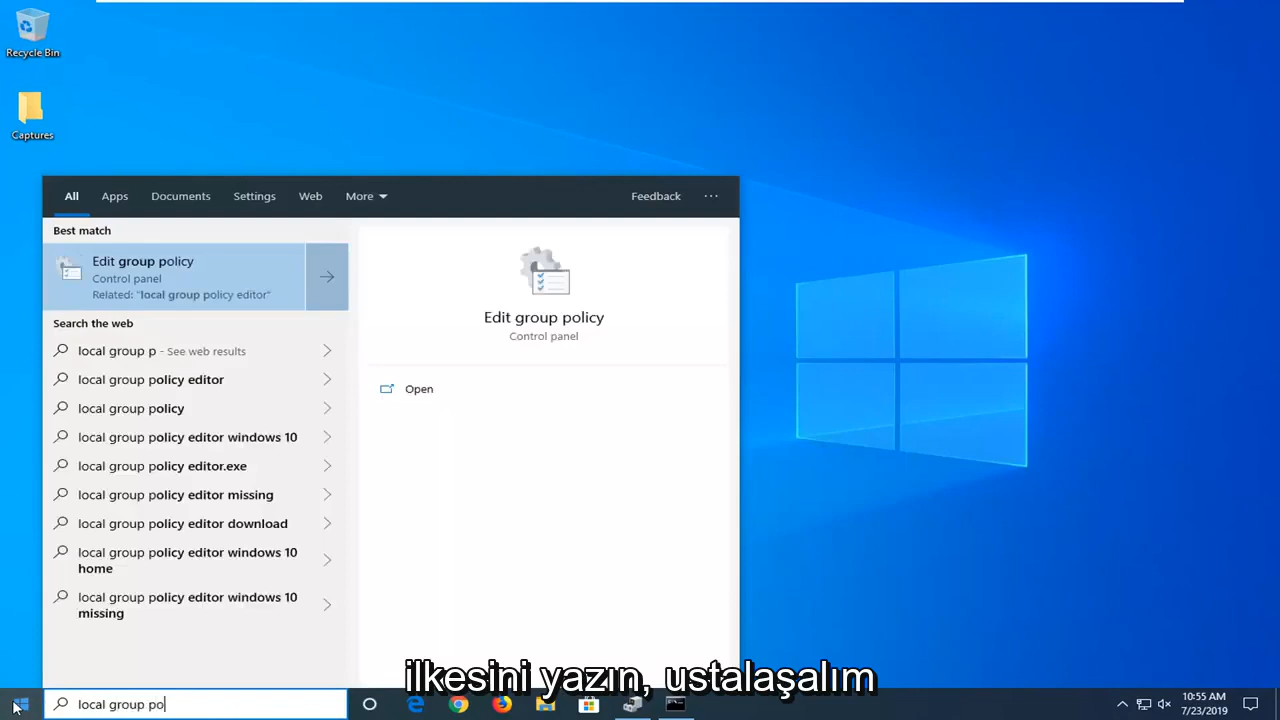 Recycle Bin
Captures
All Apps Documents Settings Web More Feedback ...
Best match
Edit group policy
Control panel
Related: "local group policy editor"
Search the web
local group p - See web results
local group policy editor
local group policy
local group policy editor windows 10
local group policy editor.exe
local group policy editor missing
local group policy editor download
local group policy editor windows 10
home
local group policy editor windows 10
missing
Edit group policy
Control panel
Open
ilkesini yazın, ustalaşalım
local group po
10:55 AM
7/23/2019